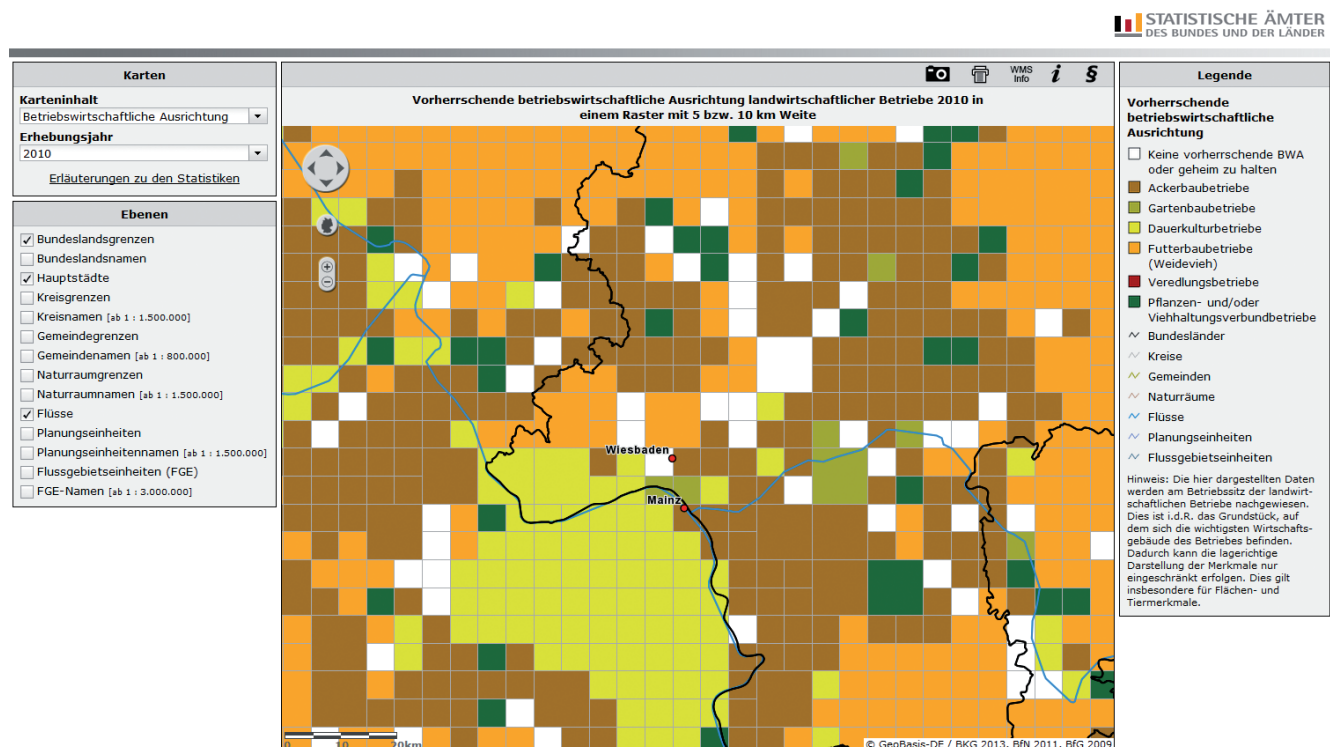 STATISTISCHE ÄMTER
DES BUNDES UND DER LÄNDER
Karten
Karteninhalt
Betriebswirtschaftliche Ausrichtung
Erhebungsjahr
2010
Erläuterungen zu den Statistiken
Ebenen
Bundeslandsgrenzen
Bundeslandsnamen
Hauptstädte
Kreisgrenzen
Kreisnamen [ab 1 : 1.500.000]
Gemeindegrenzen
Gemeindenamen [ab 1 : 800.000]
Naturraumgrenzen
Naturraumnamen [ab 1 : 1.500.000]
Flüsse
Planungseinheiten
Planungseinheitennamen [ab 1 : 1.500.000]
Flussgebietseinheiten (FGE)
FGE-Namen [ab 1 : 3.000.000]
WMS
Info
i
§
Vorherrschende betriebswirtschaftliche Ausrichtung landwirtschaftlicher Betriebe 2010 in
einem Raster mit 5 bzw. 10 km Weite
Wiesbaden
Mainz
0 10 20km
© GeoBasis-DE / BKG 2013, BfN 2011, BfG 2009
Legende
Vorherrschende
betriebswirtschaftliche
Ausrichtung
Keine vorherrschende BWA
oder geheim zu halten
Ackerbaubetriebe
Gartenbaubetriebe
Dauerkulturbetriebe
Futterbaubetriebe
(Weidevieh)
Veredlungsbetriebe
Pflanzen- und/oder
Viehhaltungsverbundbetriebe
Bundesländer
Kreise
Gemeinden
Naturräume
Flüsse
Planungseinheiten
Flussgebietseinheiten
Hinweis: Die hier dargestellten Daten
werden am Betriebssitz der landwirt-
schaftlichen Betriebe nachgewiesen.
Dies ist i.d.R. das Grundstück, auf
dem sich die wichtigsten Wirtschafts-
gebäude des Betriebes befinden.
Dadurch kann die lagerichtige
Darstellung der Merkmale nur
eingeschränkt erfolgen. Dies gilt
insbesondere für Flächen- und
Tiermerkmale.